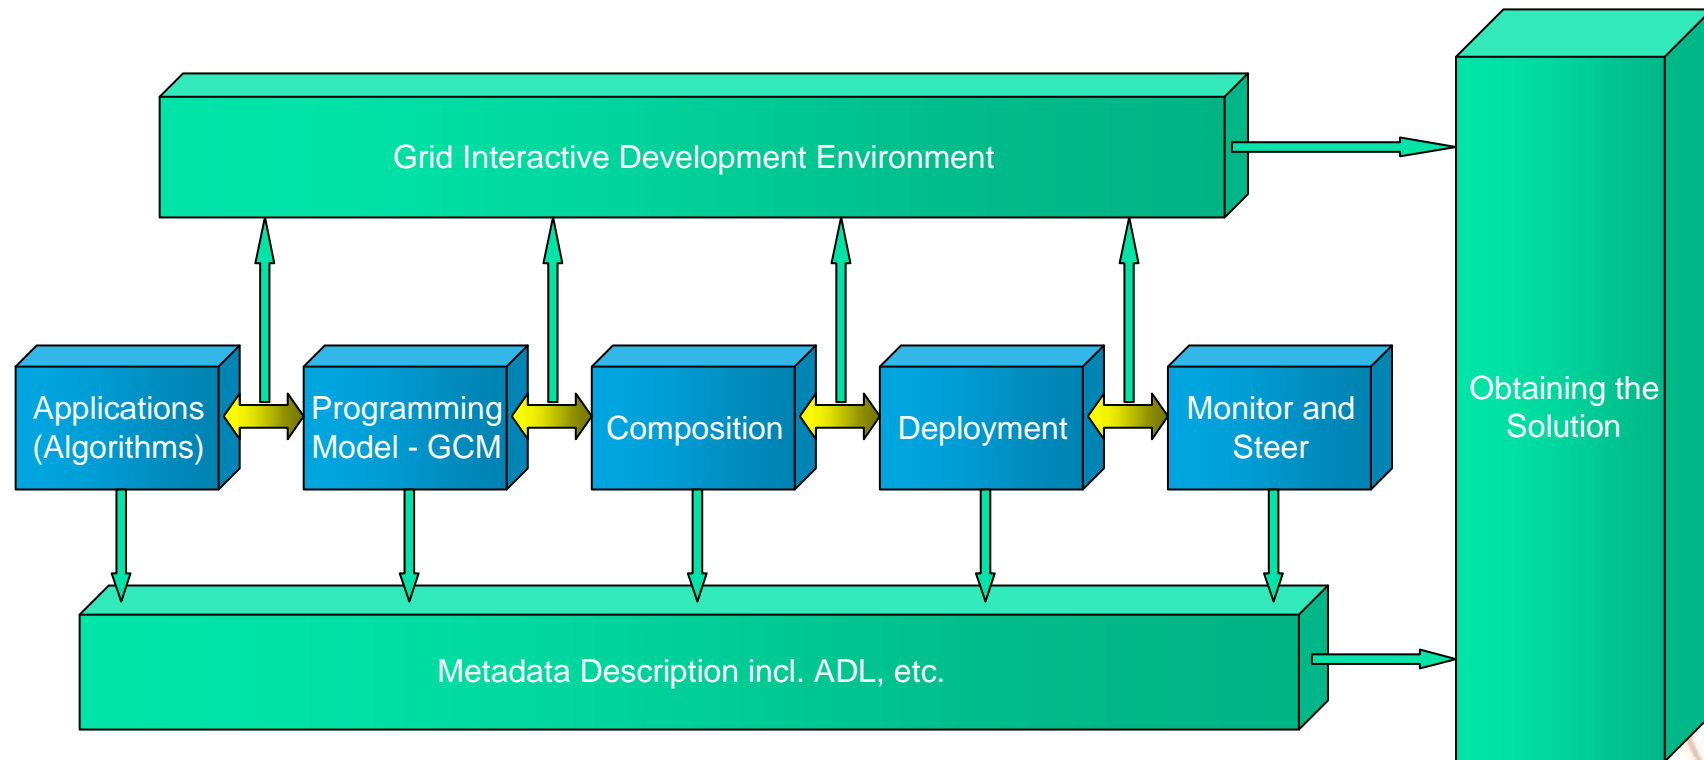 Grid Interactive Development Environment
Applications
(Algorithms)
Programming
Model - GCM
Composition
Deployment
Monitor and
Steer
Obtaining the
Solution
Metadata Description incl. ADL, etc.